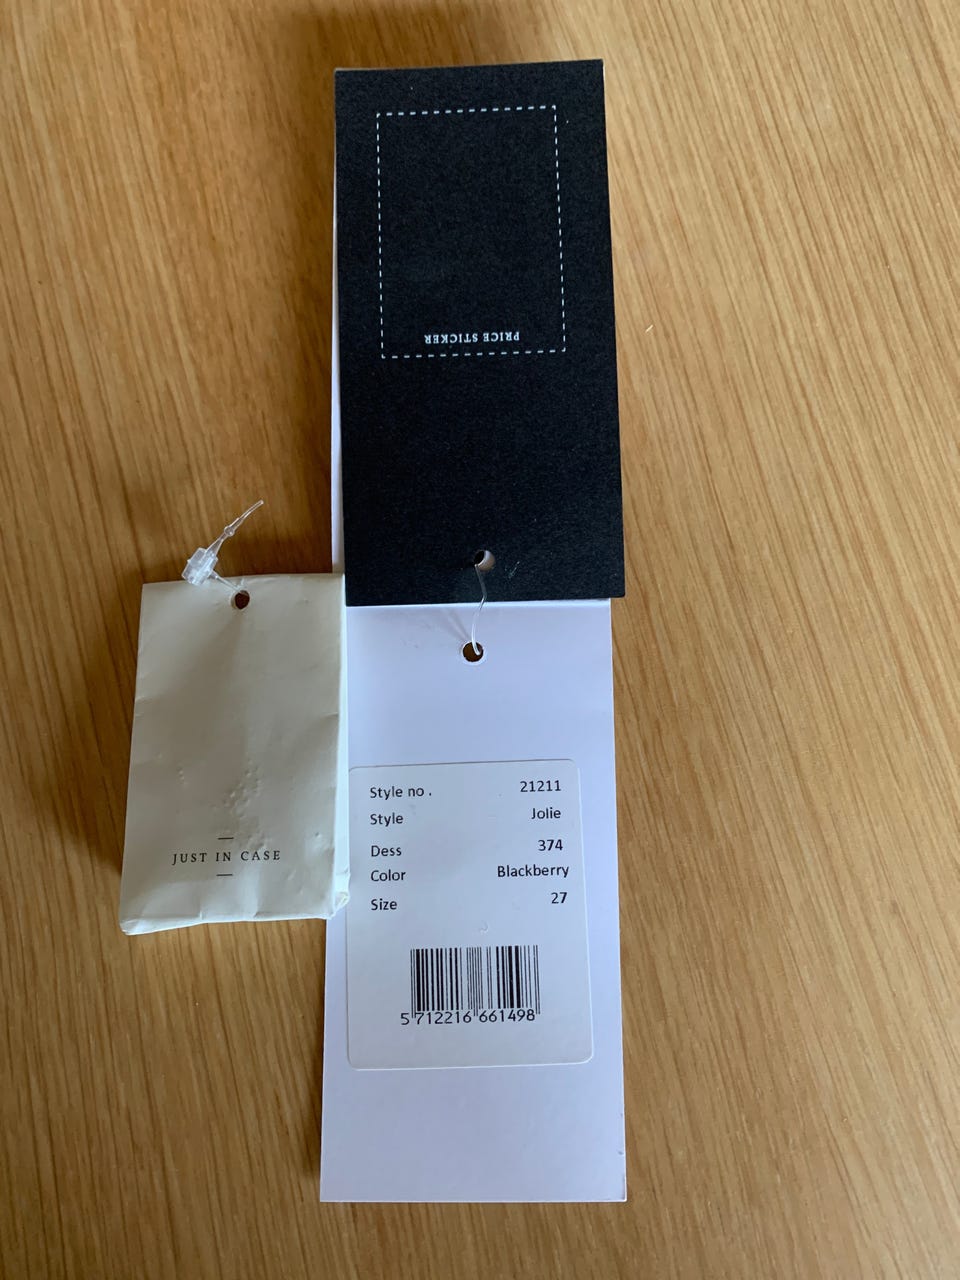 PRICE STICKER
JUST IN CASE
Style no . 21211
Style Jolie
Dess 374
Color Blackberry
Size 27
5 712216 661498